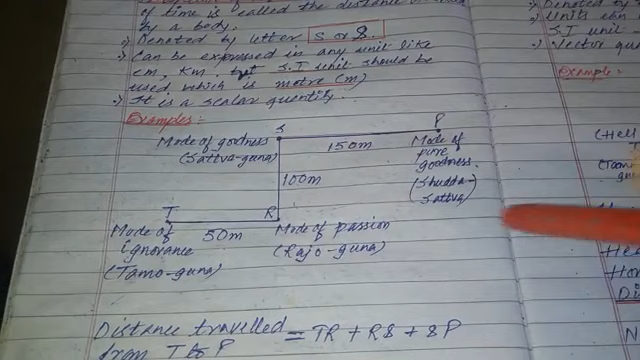 of time is called the distance
by a body.
Denoted by letter S or s
Can be expressed in any unit like
cm, km. but S.I unit should be
used which is metre (m)
It is a scalar quantity.
Examples:
S
P
Mode of goodness
(Sattva-guna)
150m
Mode of
pure
goodness.
(Shudda-
Sattva)
100m
T
R
Mode of
ignorance
(Tamo-guna)
50m
Mode of passion
(Rajo-guna)
Distance travelled
from T to P
= TR + RS + SP
Denoted by
Units
S.I unit
Vector
Example:
(Tamo